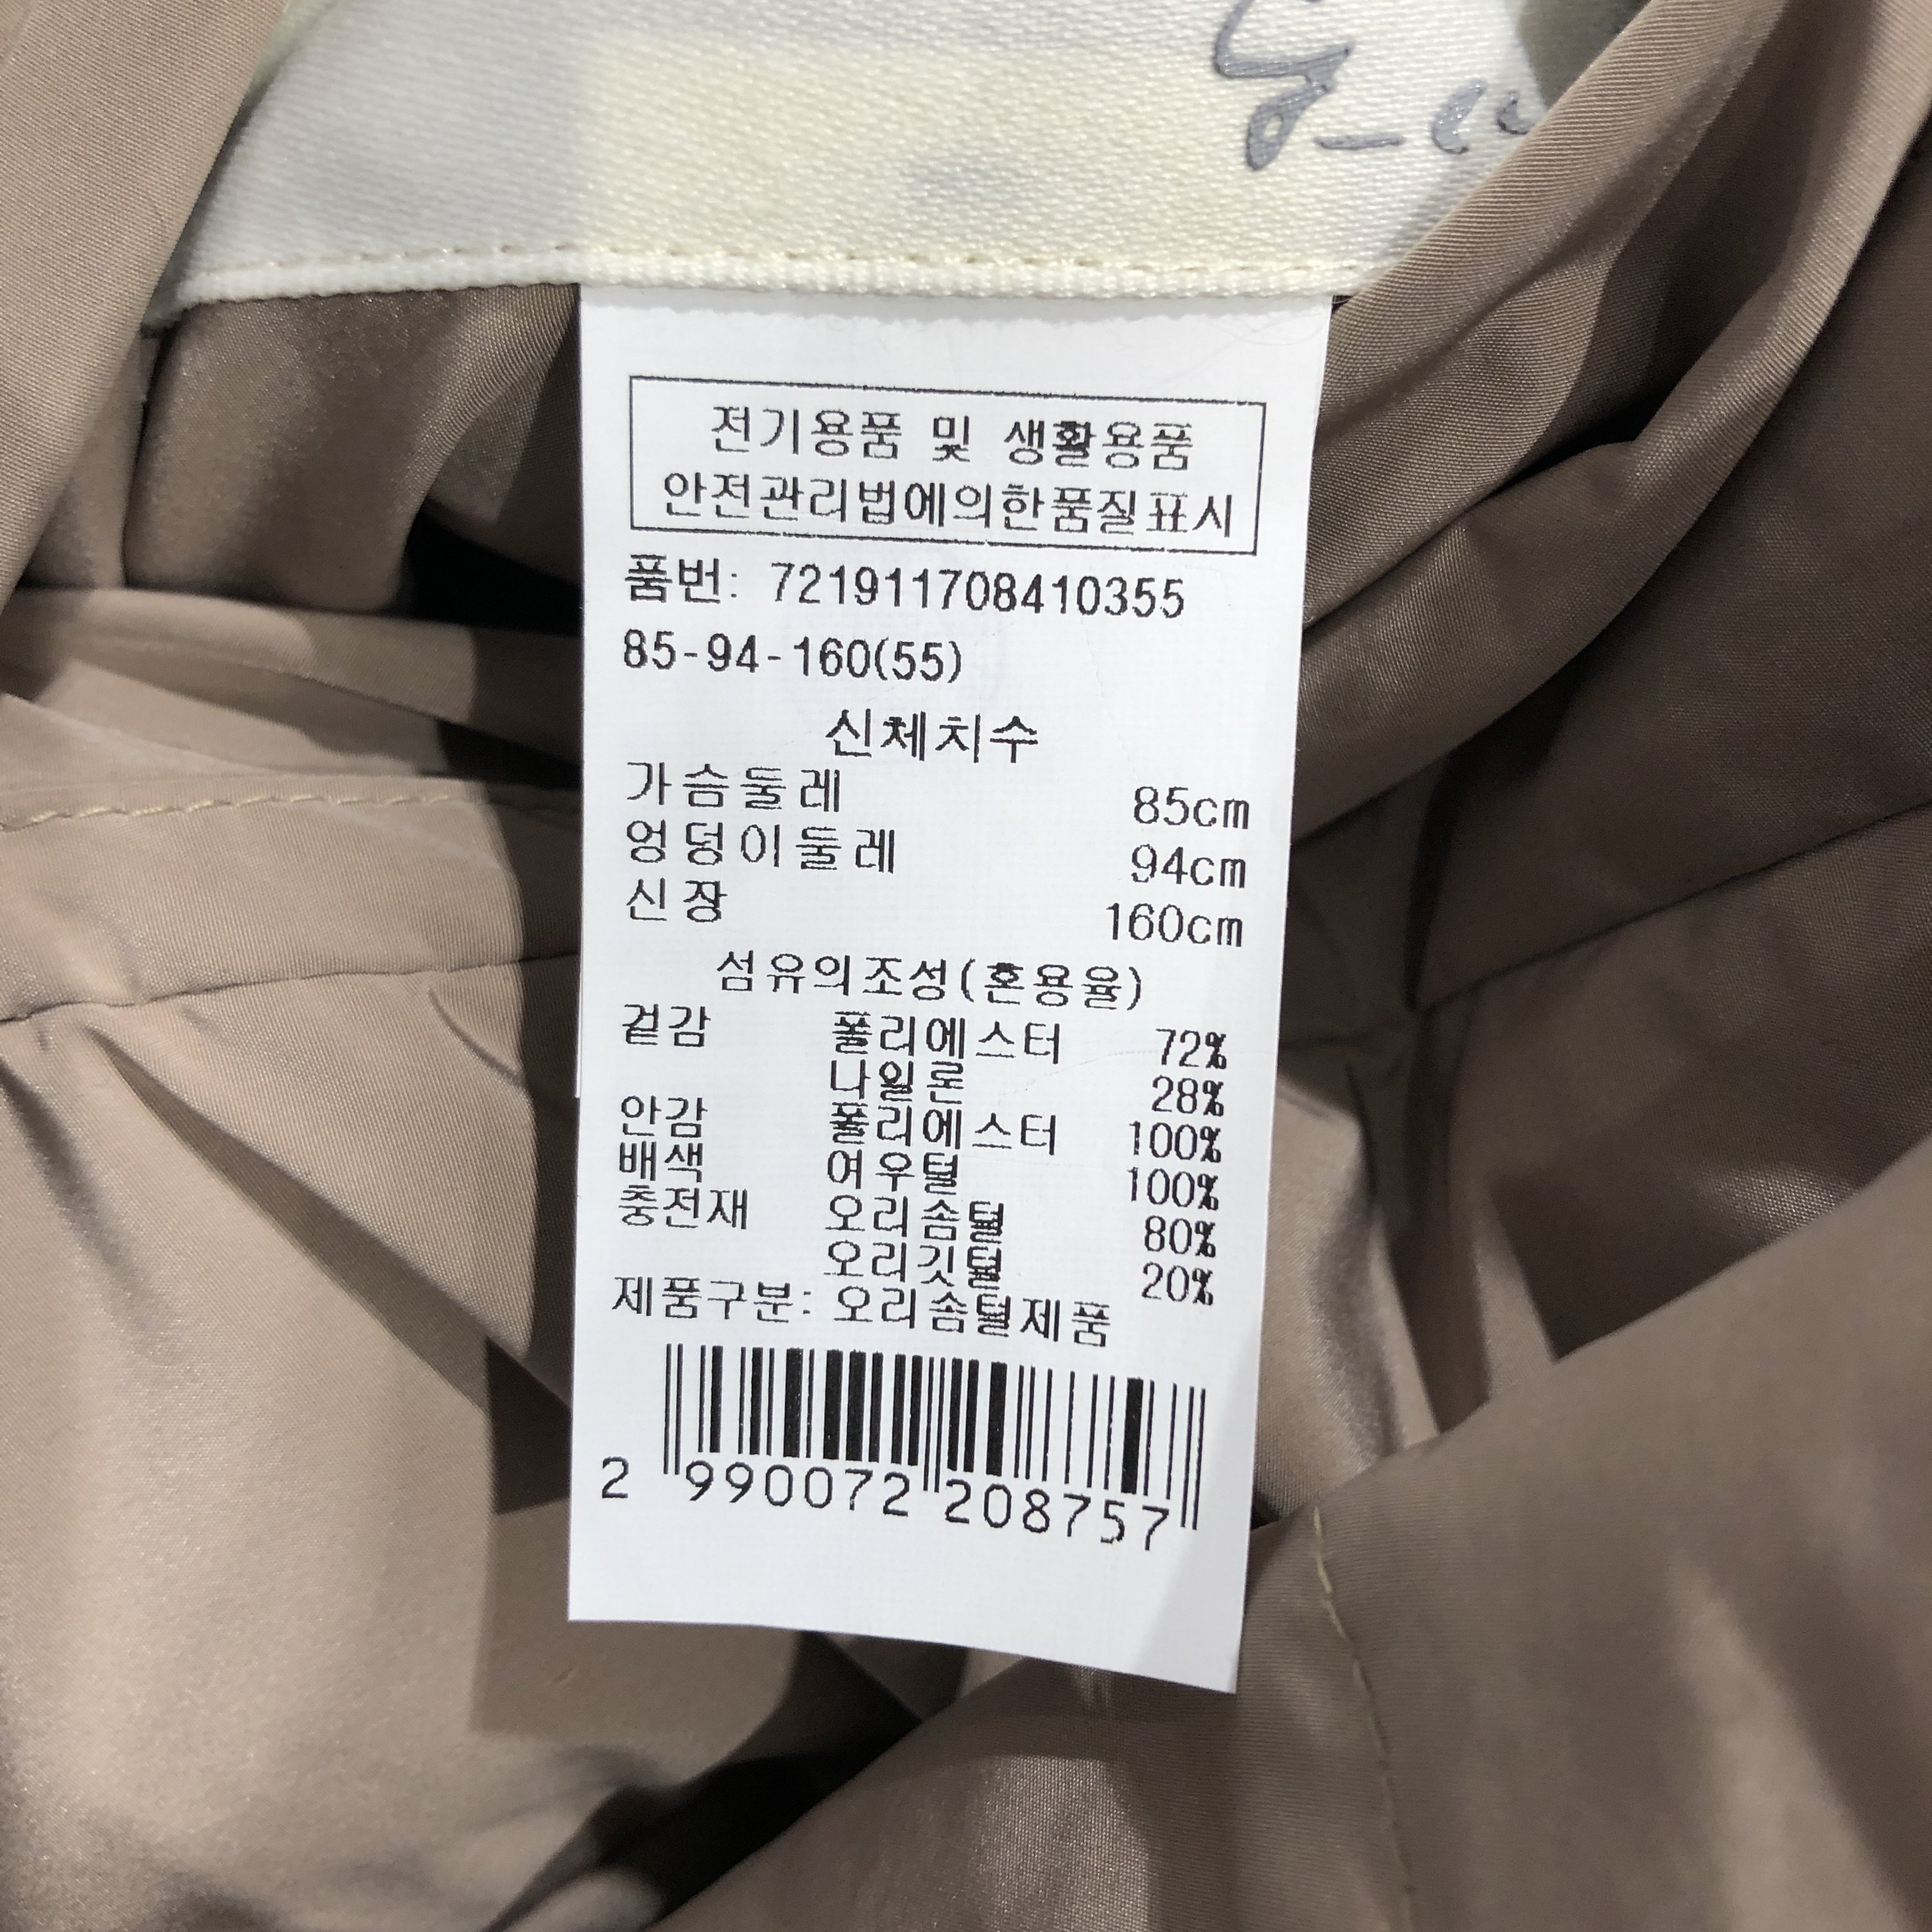 전기용품 및 생활용품
안전관리법에의한품질표시
품번: 721911708410355
85-94-160(55)
신체치수
가슴둘레 85cm
엉덩이둘레 94cm
신장 160cm
섬유의조성(혼용율)
겉감 폴리에스터 72%
나일론 28%
안감 폴리에스터 100%
배색 여우털 100%
충전재 오리솜털 80%
오리깃털 20%
제품구분: 오리솜털제품
2 990072 208757